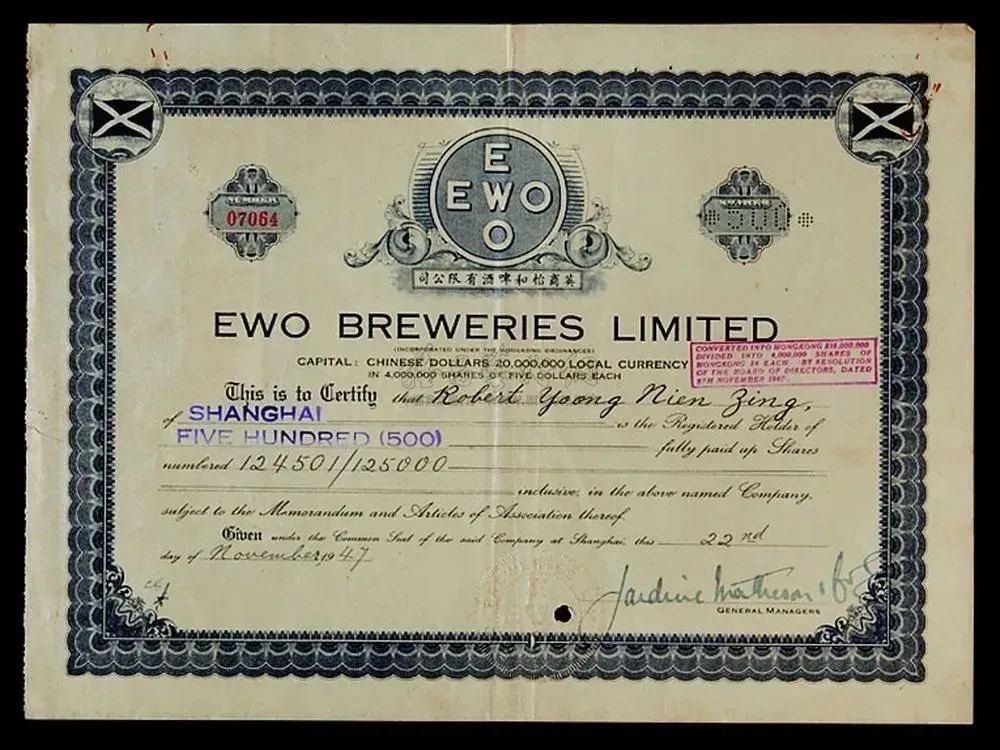 NUMBER
07064
E
EWO
O
NUMBER
500
英商怡和啤酒有限公司
EWO BREWERIES LIMITED
(INCORPORATED UNDER THE HONGKONG ORDINANCES)
CAPITAL: CHINESE DOLLARS 20,000,000 LOCAL CURRENCY
IN 4,000,000 SHARES OF FIVE DOLLARS EACH
CONVERTED INTO HONGKONG $16,000,000
DIVIDED INTO 4,000,000 SHARES OF
HONGKONG $4 EACH. BY RESOLUTION
OF THE BOARD OF DIRECTORS, DATED
NOVEMBER 1947.
This is to Certify that Robert Yoong Nien Zing,
of SHANGHAI is the Registered Holder of
FIVE HUNDRED (500) fully paid up Shares
numbered 124501/125000
inclusive, in the above named Company,
subject to the Memorandum and Articles of Association thereof.
Given under the Common Seal of the said Company at Shanghai, this 22nd
day of November 1947
Jardine Matheson &
GENERAL MANAGERS